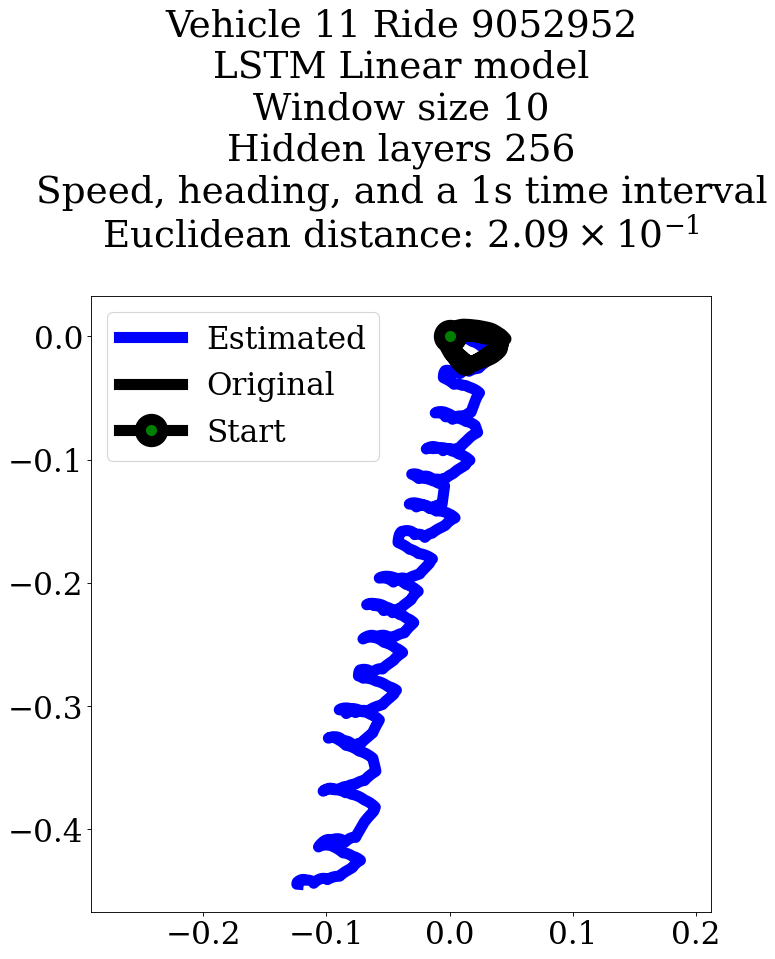 Vehicle 11 Ride 9052952
LSTM Linear model
Window size 10
Hidden layers 256
Speed, heading, and a 1s time interval
Euclidean distance: 2.09 × 10⁻¹
Estimated
Original
Start
0.0
−0.1
−0.2
−0.3
−0.4
−0.2 −0.1 0.0 0.1 0.2